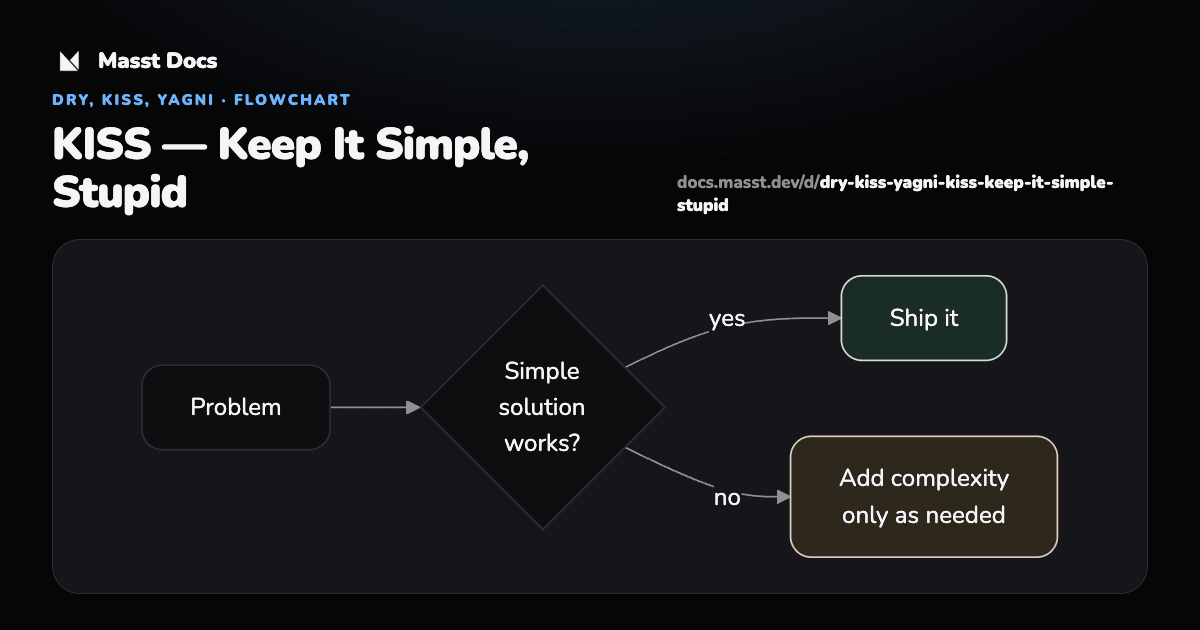 Masst Docs
DRY, KISS, YAGNI · FLOWCHART
KISS — Keep It Simple,
Stupid
docs.masst.dev/d/dry-kiss-yagni-kiss-keep-it-simple-
stupid
Problem
Simple
solution
works?
yes
Ship it
no
Add complexity
only as needed